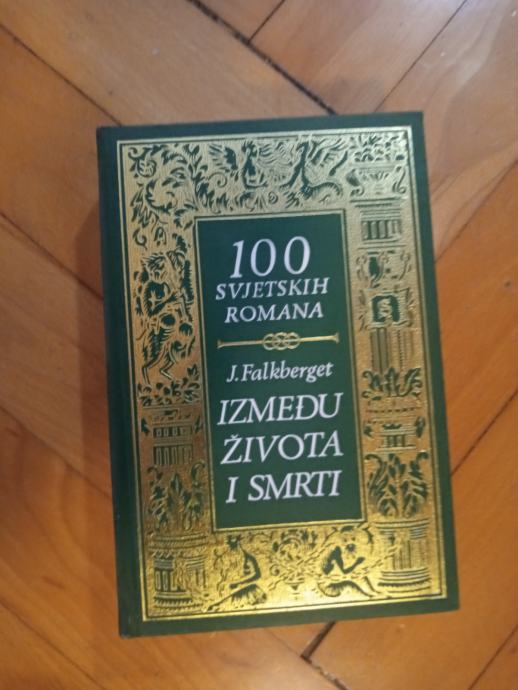 100
SVJETSKIH
ROMANA
J. Falkberget
IZMEĐU
ŽIVOTA
I SMRTI